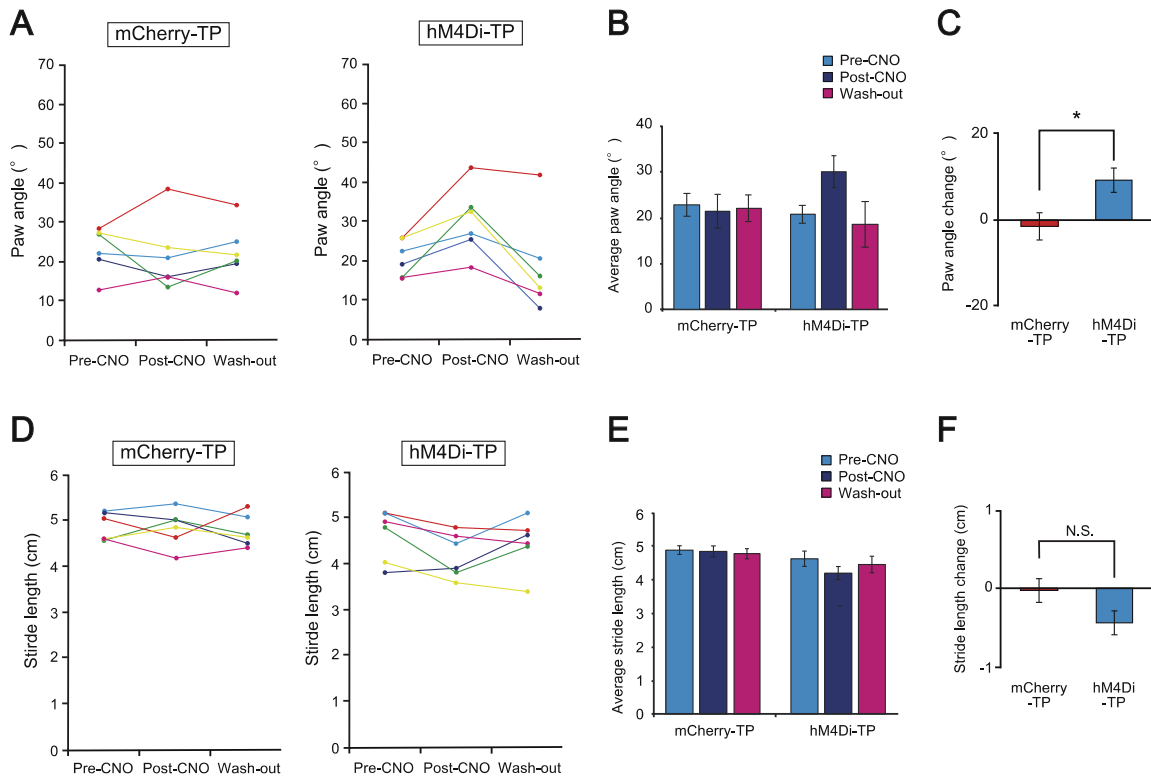 A
mCherry-TP
hM4Di-TP
Paw angle (°)
70
60
50
40
30
20
10
0
Pre-CNO Post-CNO Wash-out
Paw angle (°)
70
60
50
40
30
20
10
0
Pre-CNO Post-CNO Wash-out
B
Pre-CNO
Post-CNO
Wash-out
Average paw angle (°)
40
30
20
10
0
mCherry-TP hM4Di-TP
C
*
Paw angle change (°)
20
0
-20
mCherry
-TP
hM4Di
-TP
D
mCherry-TP
hM4Di-TP
Stirde length (cm)
6
5
4
3
2
1
0
Pre-CNO Post-CNO Wash-out
Stirde length (cm)
6
5
4
3
2
1
0
Pre-CNO Post-CNO Wash-out
E
Pre-CNO
Post-CNO
Wash-out
Average stride length (cm)
6
5
4
3
2
1
0
mCherry-TP hM4Di-TP
F
N.S.
Stride length change (cm)
1
0
-1
mCherry
-TP
hM4Di
-TP